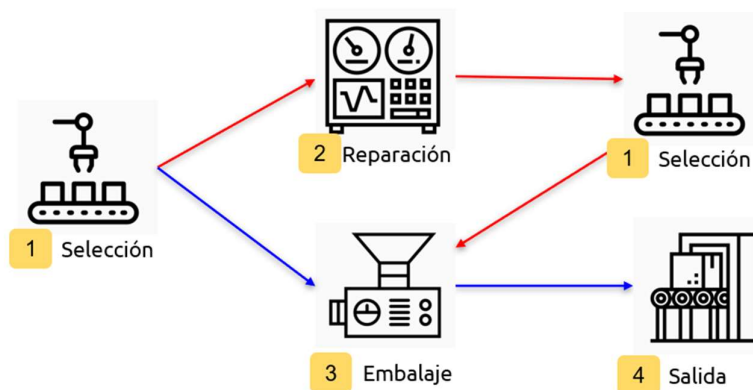 2 Reparación
1 Selección
1 Selección
3 Embalaje
4 Salida